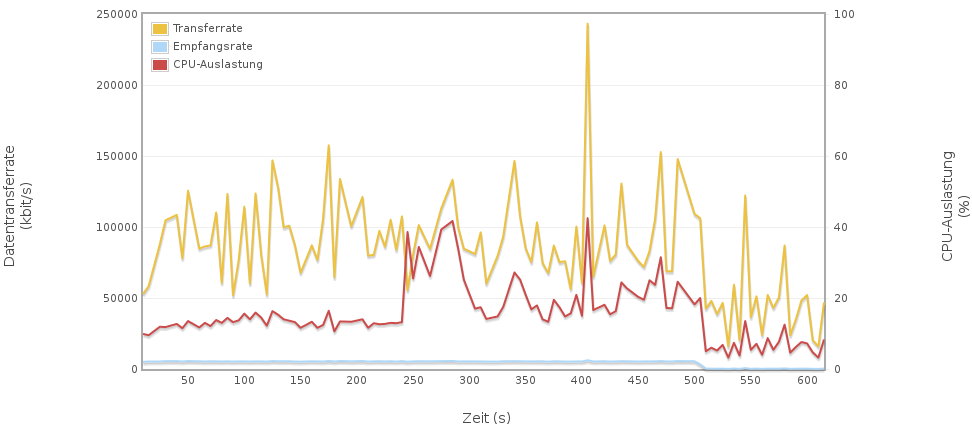 250000
200000
150000
100000
50000
0
Datentransferrate
(kbit/s)
Transferrate
Empfangsrate
CPU-Auslastung
100
80
60
40
20
0
CPU-Auslastung
(%)
50 100 150 200 250 300 350 400 450 500 550 600
Zeit (s)